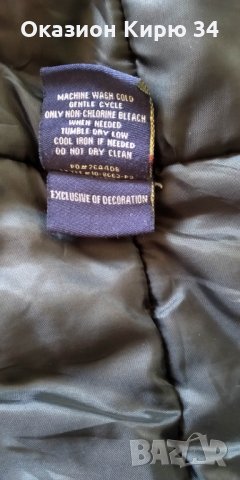 Оказион Кирю 34
MACHINE WASH COLD
GENTLE CYCLE
ONLY NON-CHLORINE BLEACH
WHEN NEEDED
TUMBLE DRY LOW
COOL IRON IF NEEDED
DO NOT DRY CLEAN
EXCLUSIVE OF DECORATION
BAZAR